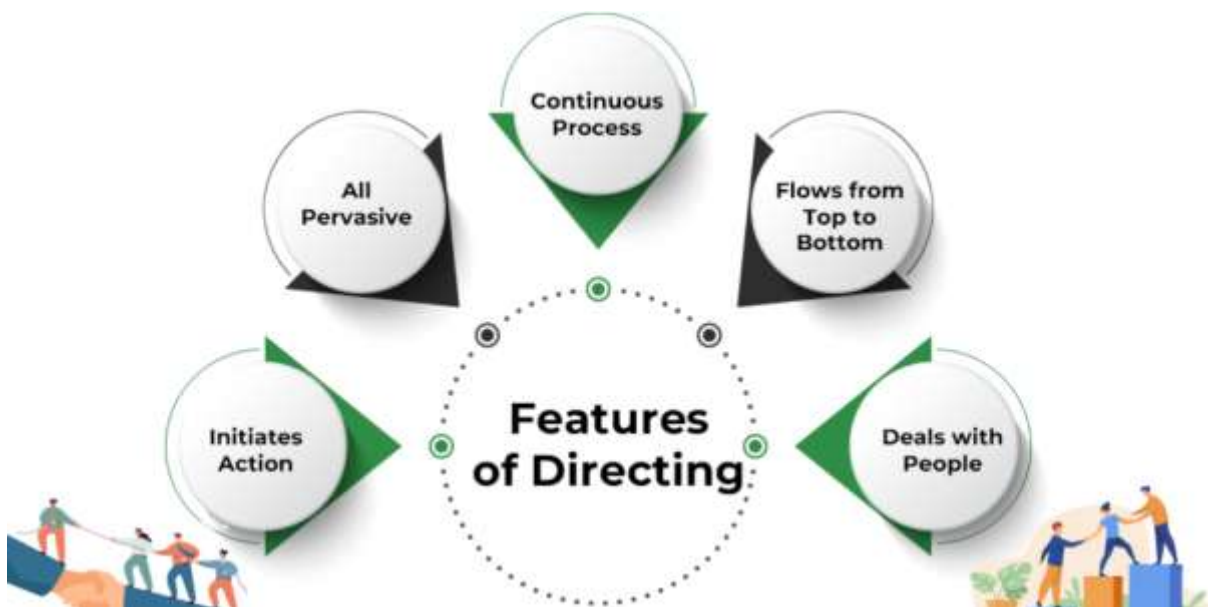 Continuous
Process
All
Pervasive
Flows from
Top to
Bottom
Initiates
Action
Features
of Directing
Deals with
People